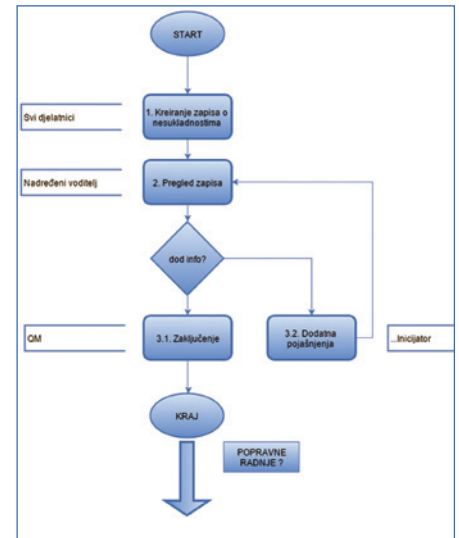 START
Svi djelatnici
1. Kreiranje zapisa o
nesukladnostima
Nadređeni voditelj
2. Pregled zapisa
dod info?
QM
3.1. Zaključenje
3.2. Dodatna
pojašnjenja
...Inicijator
KRAJ
POPRAVNE
RADNJE ?